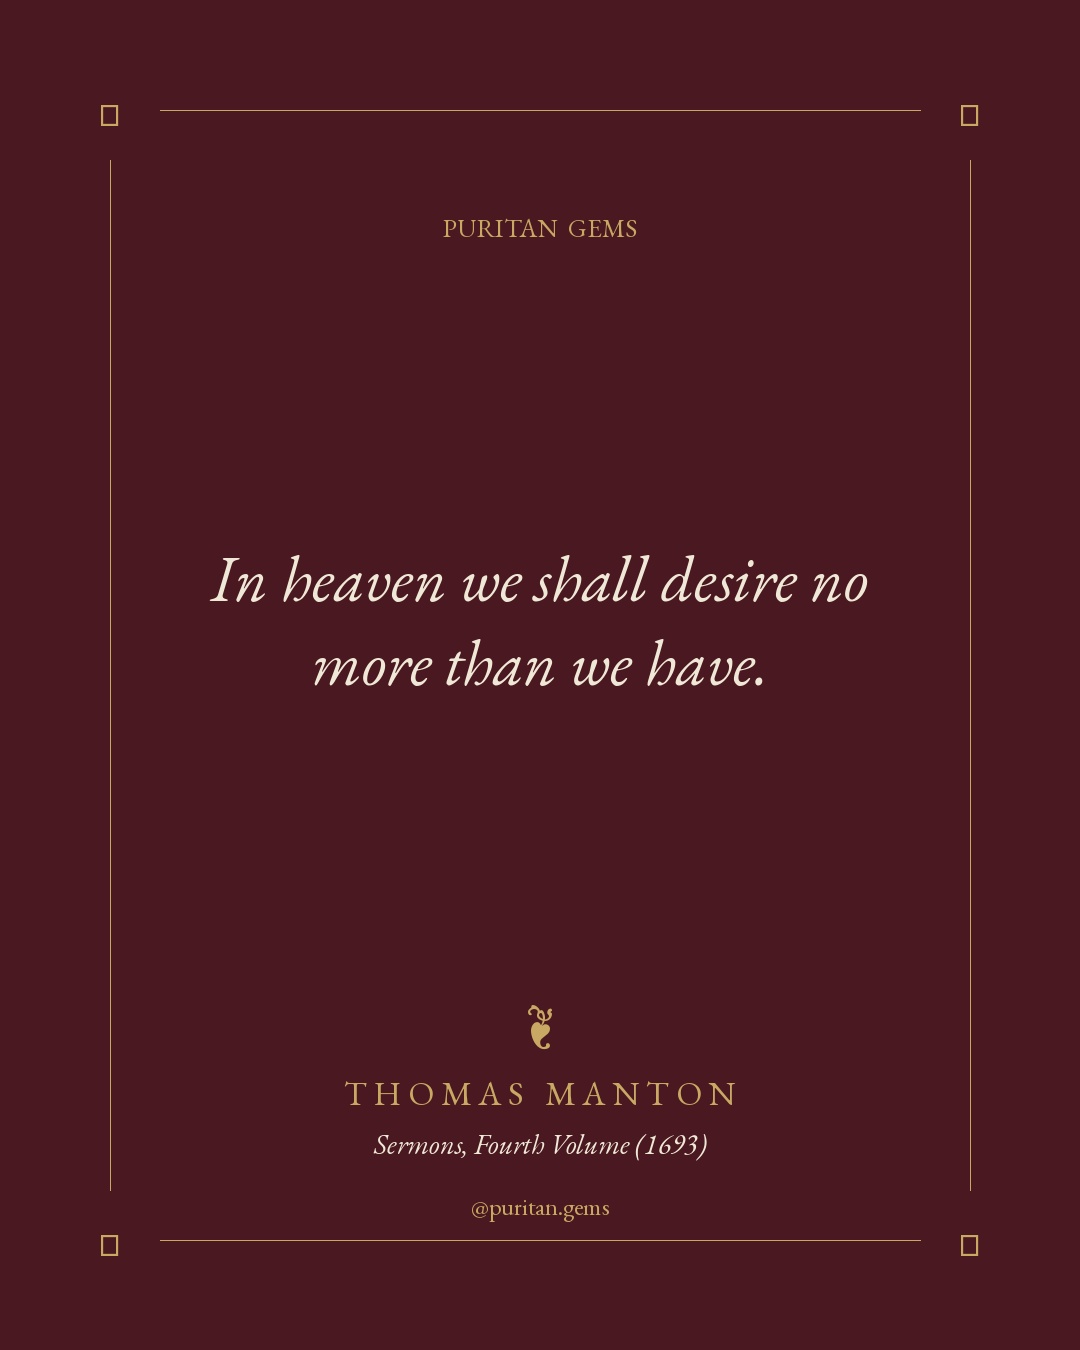 PURITAN GEMS
In heaven we shall desire no
more than we have.
THOMAS MANTON
Sermons, Fourth Volume (1693)
@puritan.gems